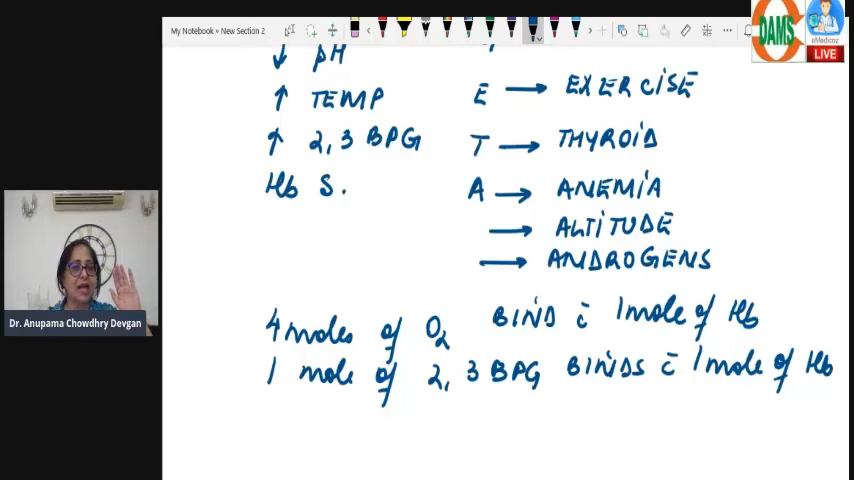 My Notebook » New Section 2
DAMS
eMedicoz
LIVE
↓ pH
↑ TEMP
↑ 2,3 BPG
Hb S.
E → EXERCISE
T → THYROID
A → ANEMIA
→ ALTITUDE
→ ANDROGENS
4 moles of O2 BIND c̄ 1 mole of Hb
1 mole of 2,3 BPG BINDS c̄ 1 mole of Hb
Dr. Anupama Chowdhry Devgan